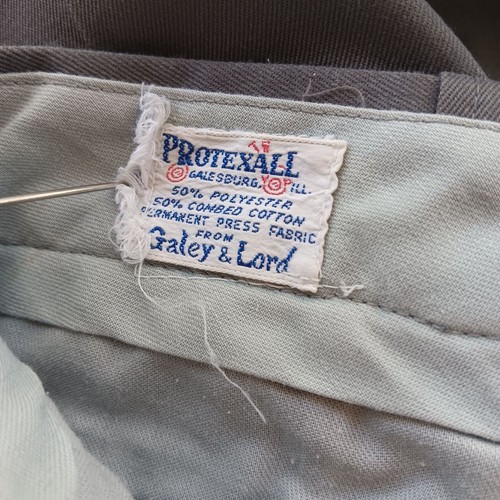 PROTEXALL
GALESBURG, ILL.
50% POLYESTER
50% COMBED COTTON
PERMANENT PRESS FABRIC
FROM
Galey & Lord